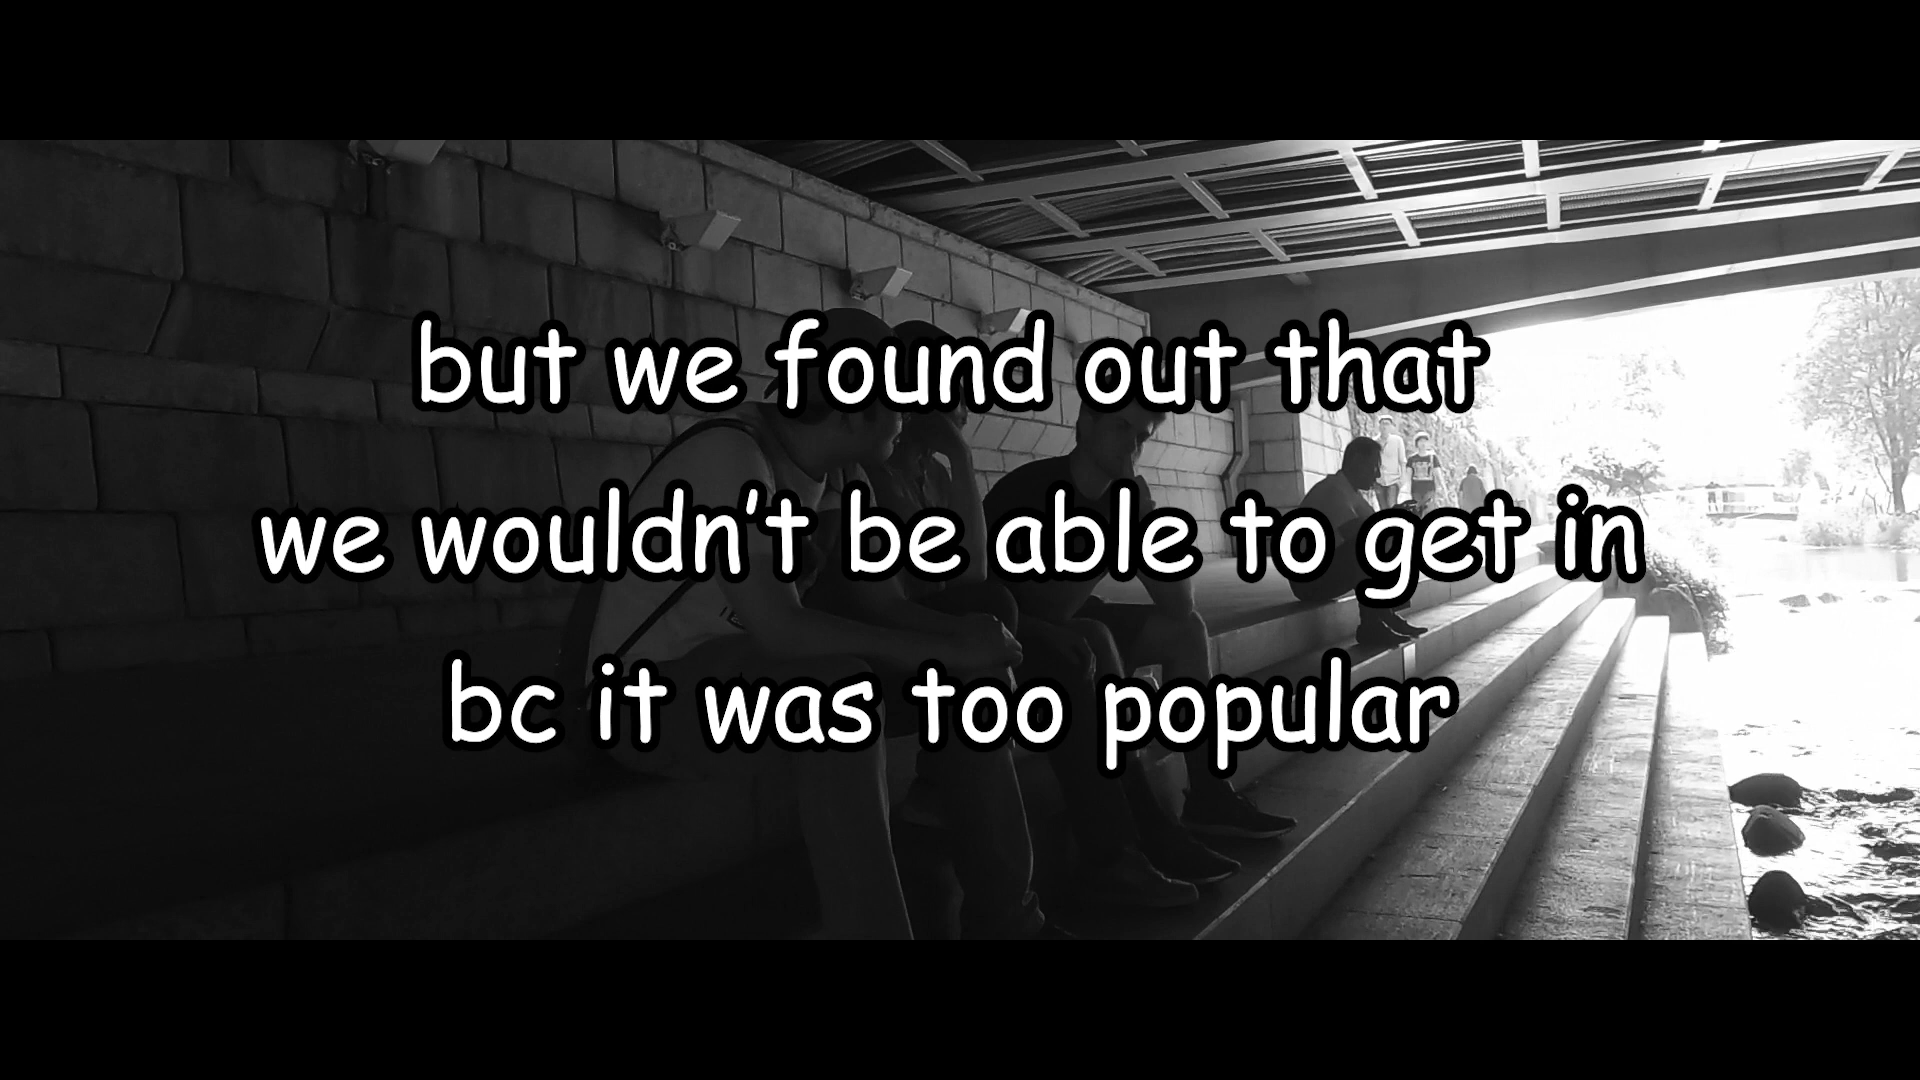 but we found out that
we wouldn't be able to get in
bc it was too popular